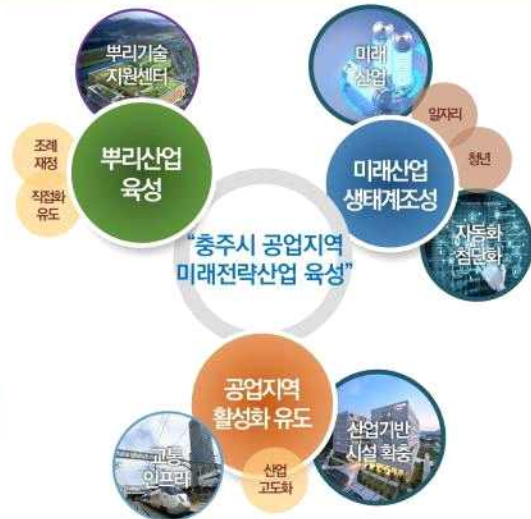 뿌리기술
지원센터
조례
재정
직접화
유도
뿌리산업
육성
미래
산업
일자리
청년
미래산업
생태계조성
자동화
첨단화
“충주시 공업지역
미래전략산업 육성”
공업지역
활성화 유도
교통
인프라
산업
고도화
산업기반
시설 확충